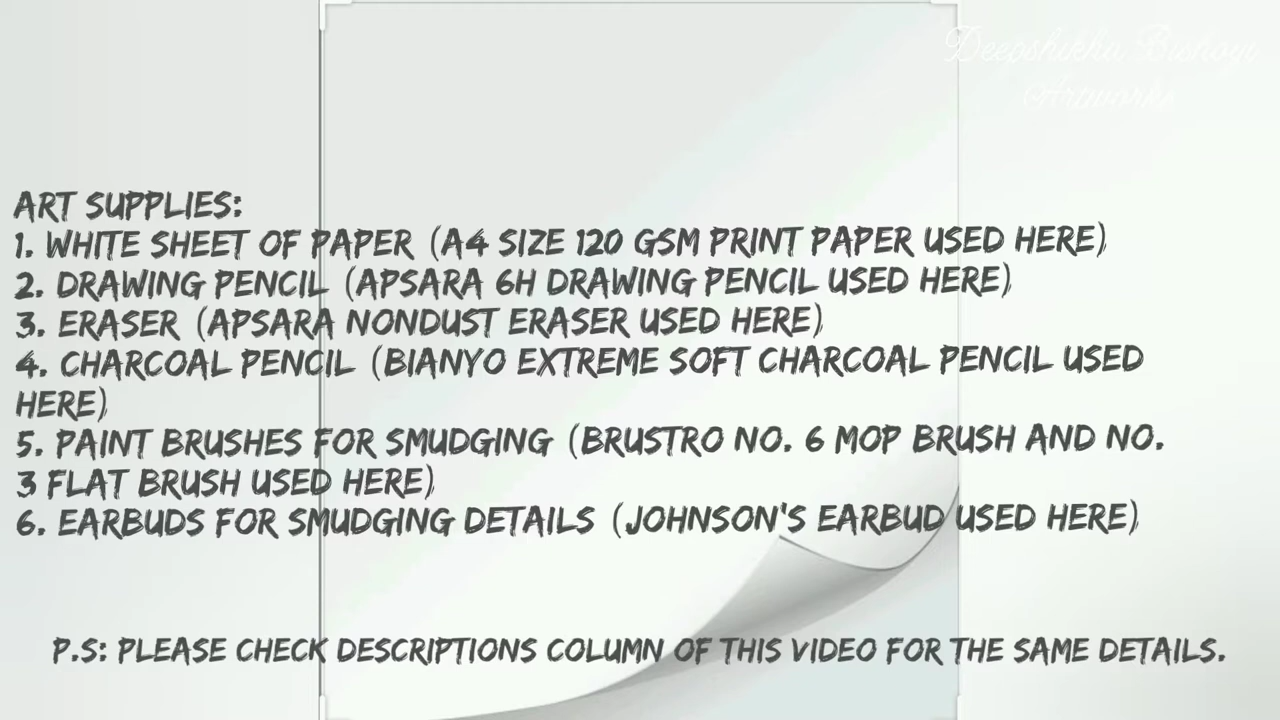 Deepshikha Bishoyi
@Artworks
ART SUPPLIES:
1. WHITE SHEET OF PAPER (A4 SIZE 120 GSM PRINT PAPER USED HERE)
2. DRAWING PENCIL (APSARA 6H DRAWING PENCIL USED HERE)
3. ERASER (APSARA NONDUST ERASER USED HERE)
4. CHARCOAL PENCIL (BIANYO EXTREME SOFT CHARCOAL PENCIL USED
HERE)
5. PAINT BRUSHES FOR SMUDGING (BRUSTRO NO. 6 MOP BRUSH AND NO.
3 FLAT BRUSH USED HERE)
6. EARBUDS FOR SMUDGING DETAILS (JOHNSON'S EARBUD USED HERE)
P.S: PLEASE CHECK DESCRIPTIONS COLUMN OF THIS VIDEO FOR THE SAME DETAILS.